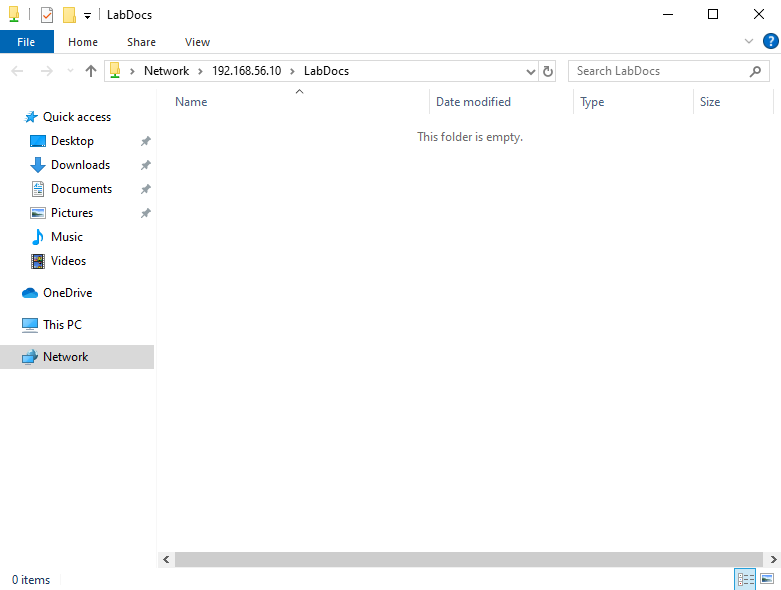 LabDocs
File Home Share View
Network 192.168.56.10 LabDocs
Search LabDocs
Name Date modified Type Size
This folder is empty.
Quick access
Desktop
Downloads
Documents
Pictures
Music
Videos
OneDrive
This PC
Network
0 items